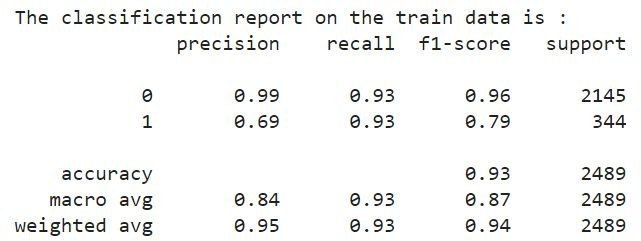 The classification report on the train data is :
precision recall f1-score support
0 0.99 0.93 0.96 2145
1 0.69 0.93 0.79 344
accuracy 0.93 2489
macro avg 0.84 0.93 0.87 2489
weighted avg 0.95 0.93 0.94 2489